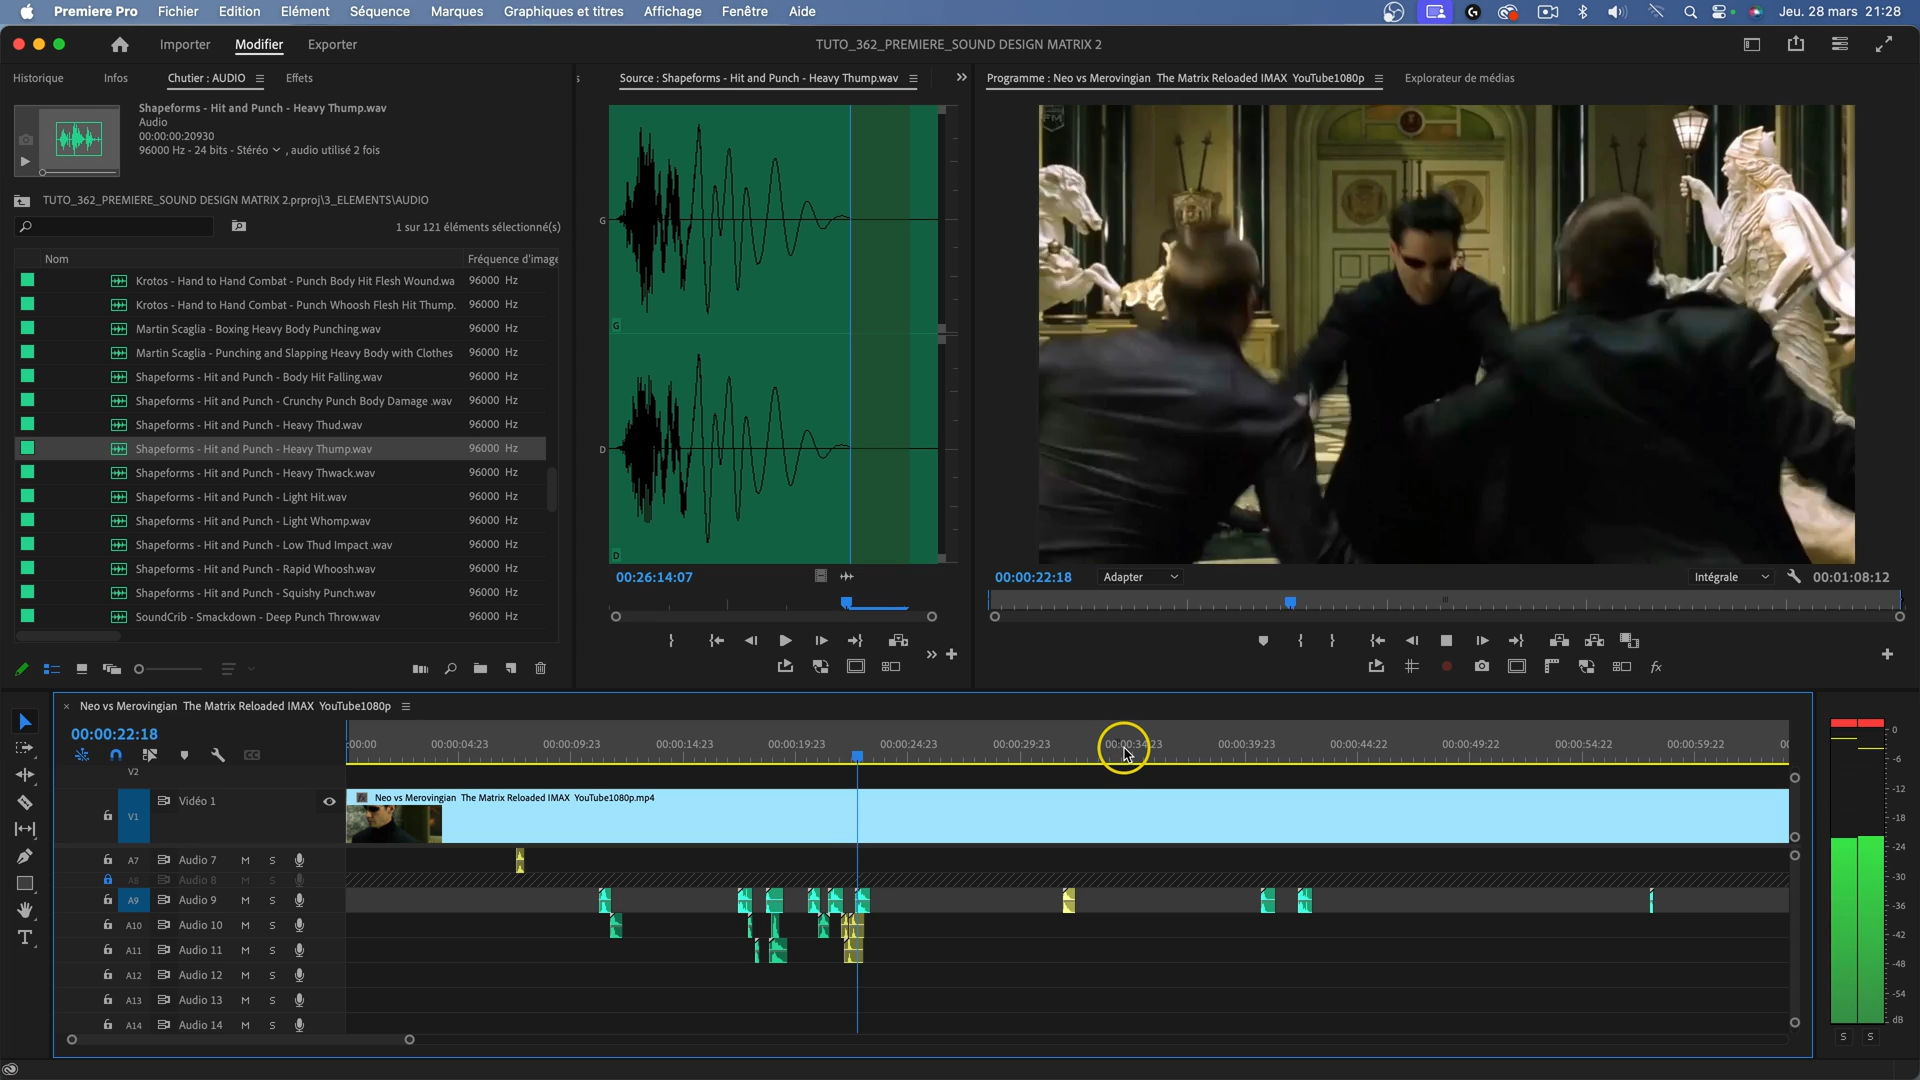 Premiere Pro Fichier Edition Elément Séquence Marques Graphiques et titres Affichage Fenêtre Aide Jeu. 28 mars 21:28
Importer Modifier Exporter TUTO_362_PREMIERE_SOUND DESIGN MATRIX 2
Historique Infos Chutier : AUDIO Effets
Source : Shapeforms - Hit and Punch - Heavy Thump.wav
Programme : Neo vs Merovingian The Matrix Reloaded IMAX YouTube1080p Explorateur de médias
Shapeforms - Hit and Punch - Heavy Thump.wav
Audio
00:00:00:20930
96000 Hz - 24 bits - Stéréo , audio utilisé 2 fois
TUTO_362_PREMIERE_SOUND DESIGN MATRIX 2.prproj\3_ELEMENTS\AUDIO
1 sur 121 éléments sélectionné(s)
Nom Fréquence d'image
Krotos - Hand to Hand Combat - Punch Body Hit Flesh Wound.wa 96000 Hz
Krotos - Hand to Hand Combat - Punch Whoosh Flesh Hit Thump. 96000 Hz
Martin Scaglia - Boxing Heavy Body Punching.wav 96000 Hz
Martin Scaglia - Punching and Slapping Heavy Body with Clothes 96000 Hz
Shapeforms - Hit and Punch - Body Hit Falling.wav 96000 Hz
Shapeforms - Hit and Punch - Crunchy Punch Body Damage .wav 96000 Hz
Shapeforms - Hit and Punch - Heavy Thud.wav 96000 Hz
Shapeforms - Hit and Punch - Heavy Thump.wav 96000 Hz
Shapeforms - Hit and Punch - Heavy Thwack.wav 96000 Hz
Shapeforms - Hit and Punch - Light Hit.wav 96000 Hz
Shapeforms - Hit and Punch - Light Whomp.wav 96000 Hz
Shapeforms - Hit and Punch - Low Thud Impact .wav 96000 Hz
Shapeforms - Hit and Punch - Rapid Whoosh.wav 96000 Hz
Shapeforms - Hit and Punch - Squishy Punch.wav 96000 Hz
SoundCrib - Smackdown - Deep Punch Throw.wav 96000 Hz
G
G
D
D
00:26:14:07
FM
00:00:22:18 Adapter Intégrale 00:01:08:12
Neo vs Merovingian The Matrix Reloaded IMAX YouTube1080p
00:00:22:18
:00:00 00:00:04:23 00:00:09:23 00:00:14:23 00:00:19:23 00:00:24:23 00:00:29:23 00:00:34:23 00:00:39:23 00:00:44:22 00:00:49:22 00:00:54:22 00:00:59:22
V2
V1 Vidéo 1
Neo vs Merovingian The Matrix Reloaded IMAX YouTube1080p.mp4
A7 Audio 7 M S
A8 Audio 8 M S
A9 Audio 9 M S
A10 Audio 10 M S
A11 Audio 11 M S
A12 Audio 12 M S
A13 Audio 13 M S
A14 Audio 14 M S
0
-6
-12
-18
-24
-30
-36
-42
-48
-54
dB
S S